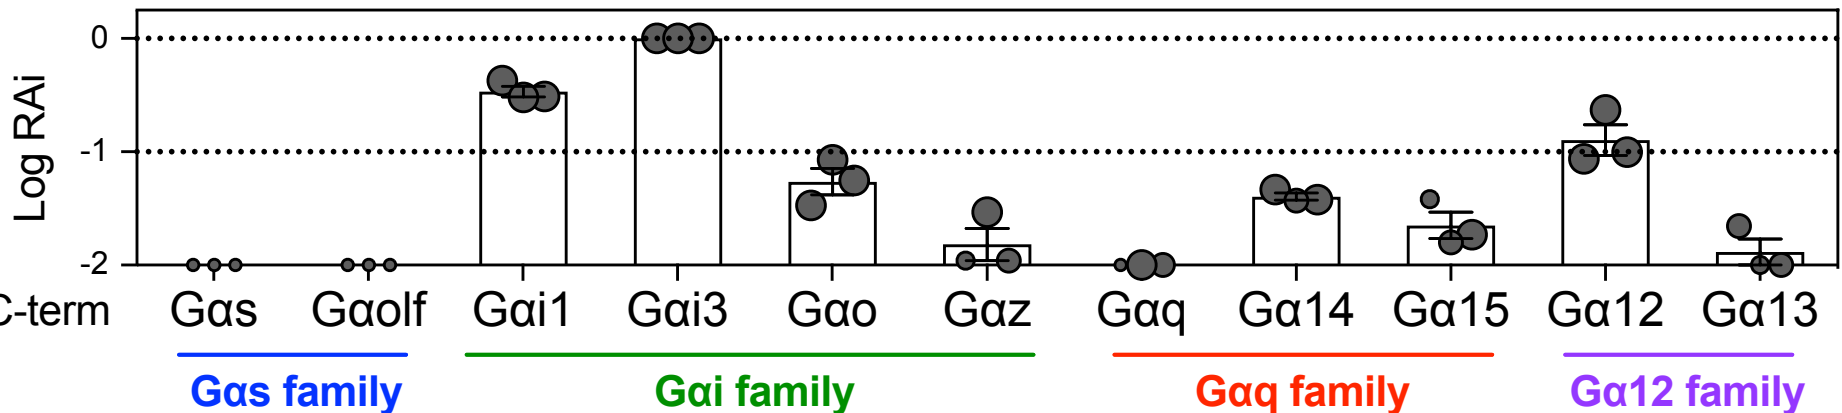 Log RAi
0
-1
-2
C-term Gαs Gαolf Gαi1 Gαi3 Gαo Gαz Gαq Gα14 Gα15 Gα12 Gα13
Gαs family Gαi family Gαq family Gα12 family